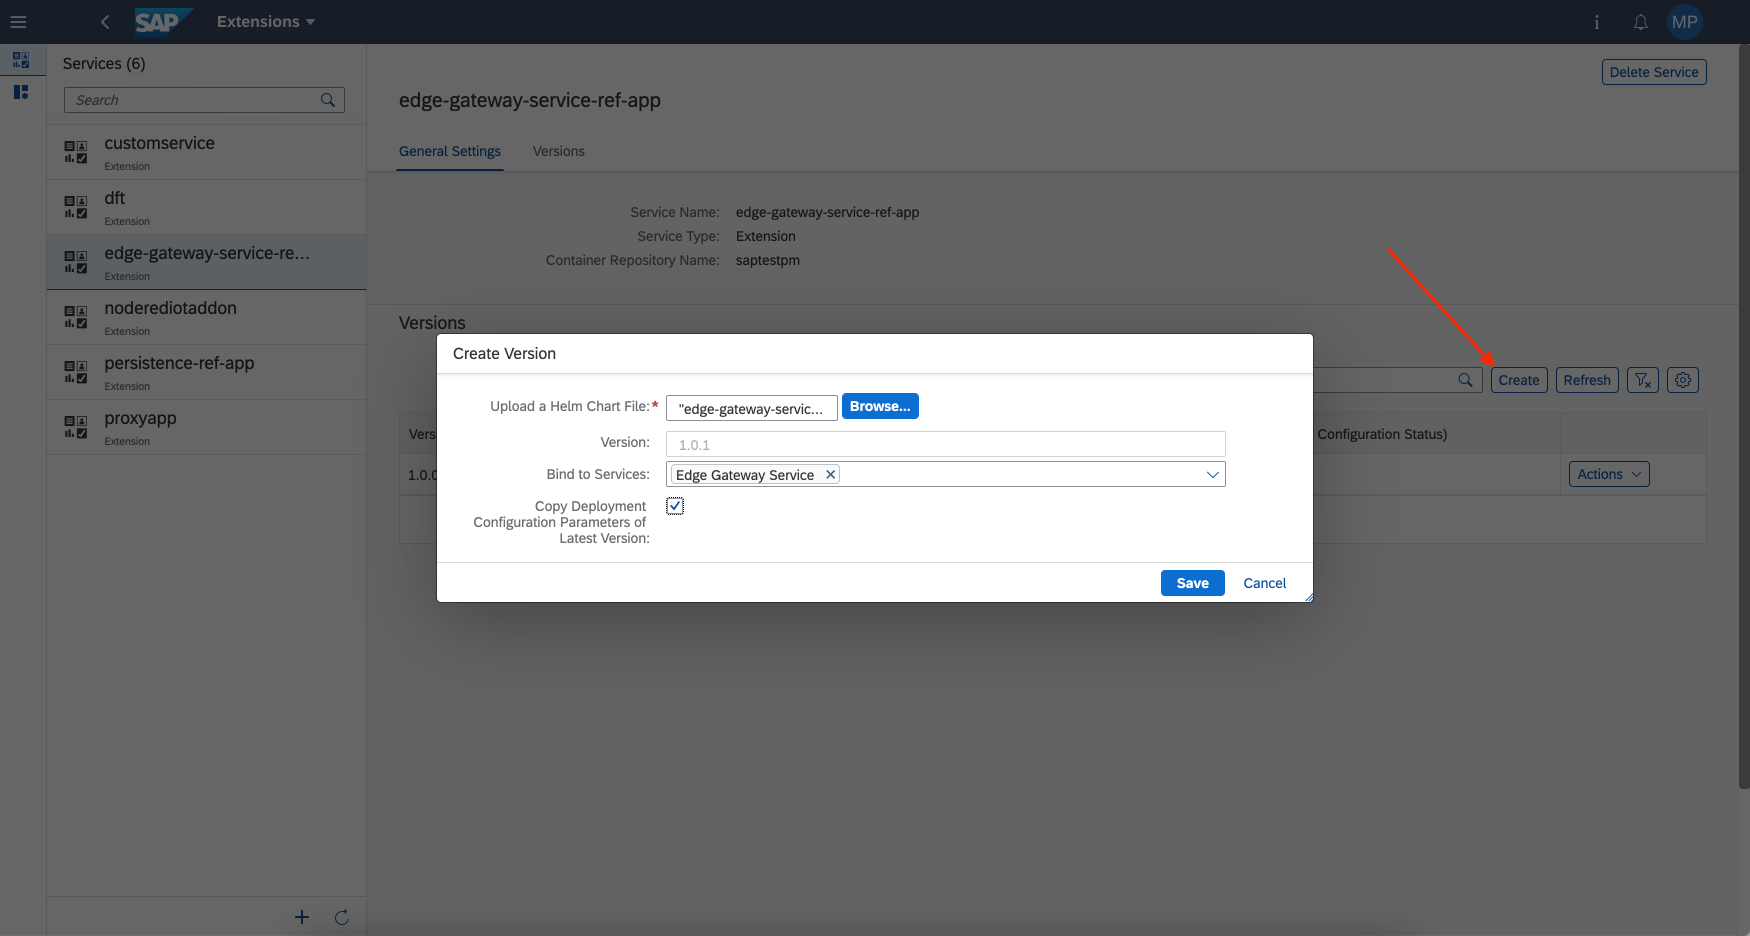 SAP
Extensions
MP
Services (6)
Search
customservice
Extension
dft
Extension
edge-gateway-service-re...
Extension
noderediotaddon
Extension
persistence-ref-app
Extension
proxyapp
Extension
Delete Service
edge-gateway-service-ref-app
General Settings
Versions
Service Name: edge-gateway-service-ref-app
Service Type: Extension
Container Repository Name: saptestpm
Versions
Create
Refresh
Configuration Status)
Actions
Create Version
Upload a Helm Chart File:* "edge-gateway-servic... Browse...
Version: 1.0.1
Bind to Services: Edge Gateway Service
Copy Deployment
Configuration Parameters of
Latest Version:
Save
Cancel